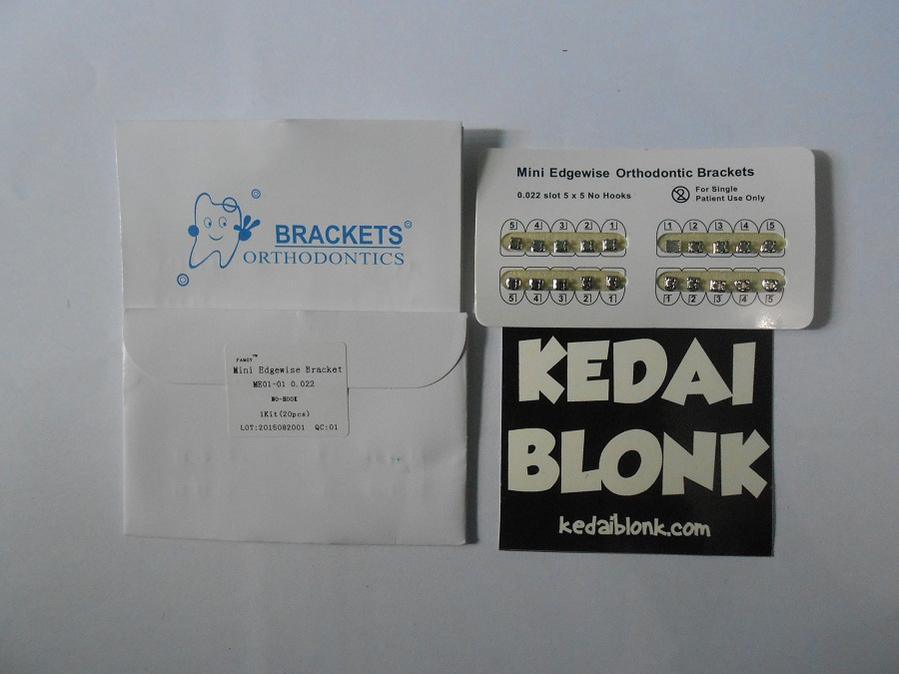 BRACKETS
ORTHODONTICS
Mini Edgewise Bracket
ME01-01 0.022
NO-HOOK
1Kit(20pcs)
LOT:2015082001 QC:01
Mini Edgewise Orthodontic Brackets
0.022 slot 5 x 5 No Hooks
For Single
Patient Use Only
5 4 3 2 1
1 2 3 4 5
5 4 3 2 1
1 2 3 4 5
KEDAI
BLONK
kedaiblonk.com